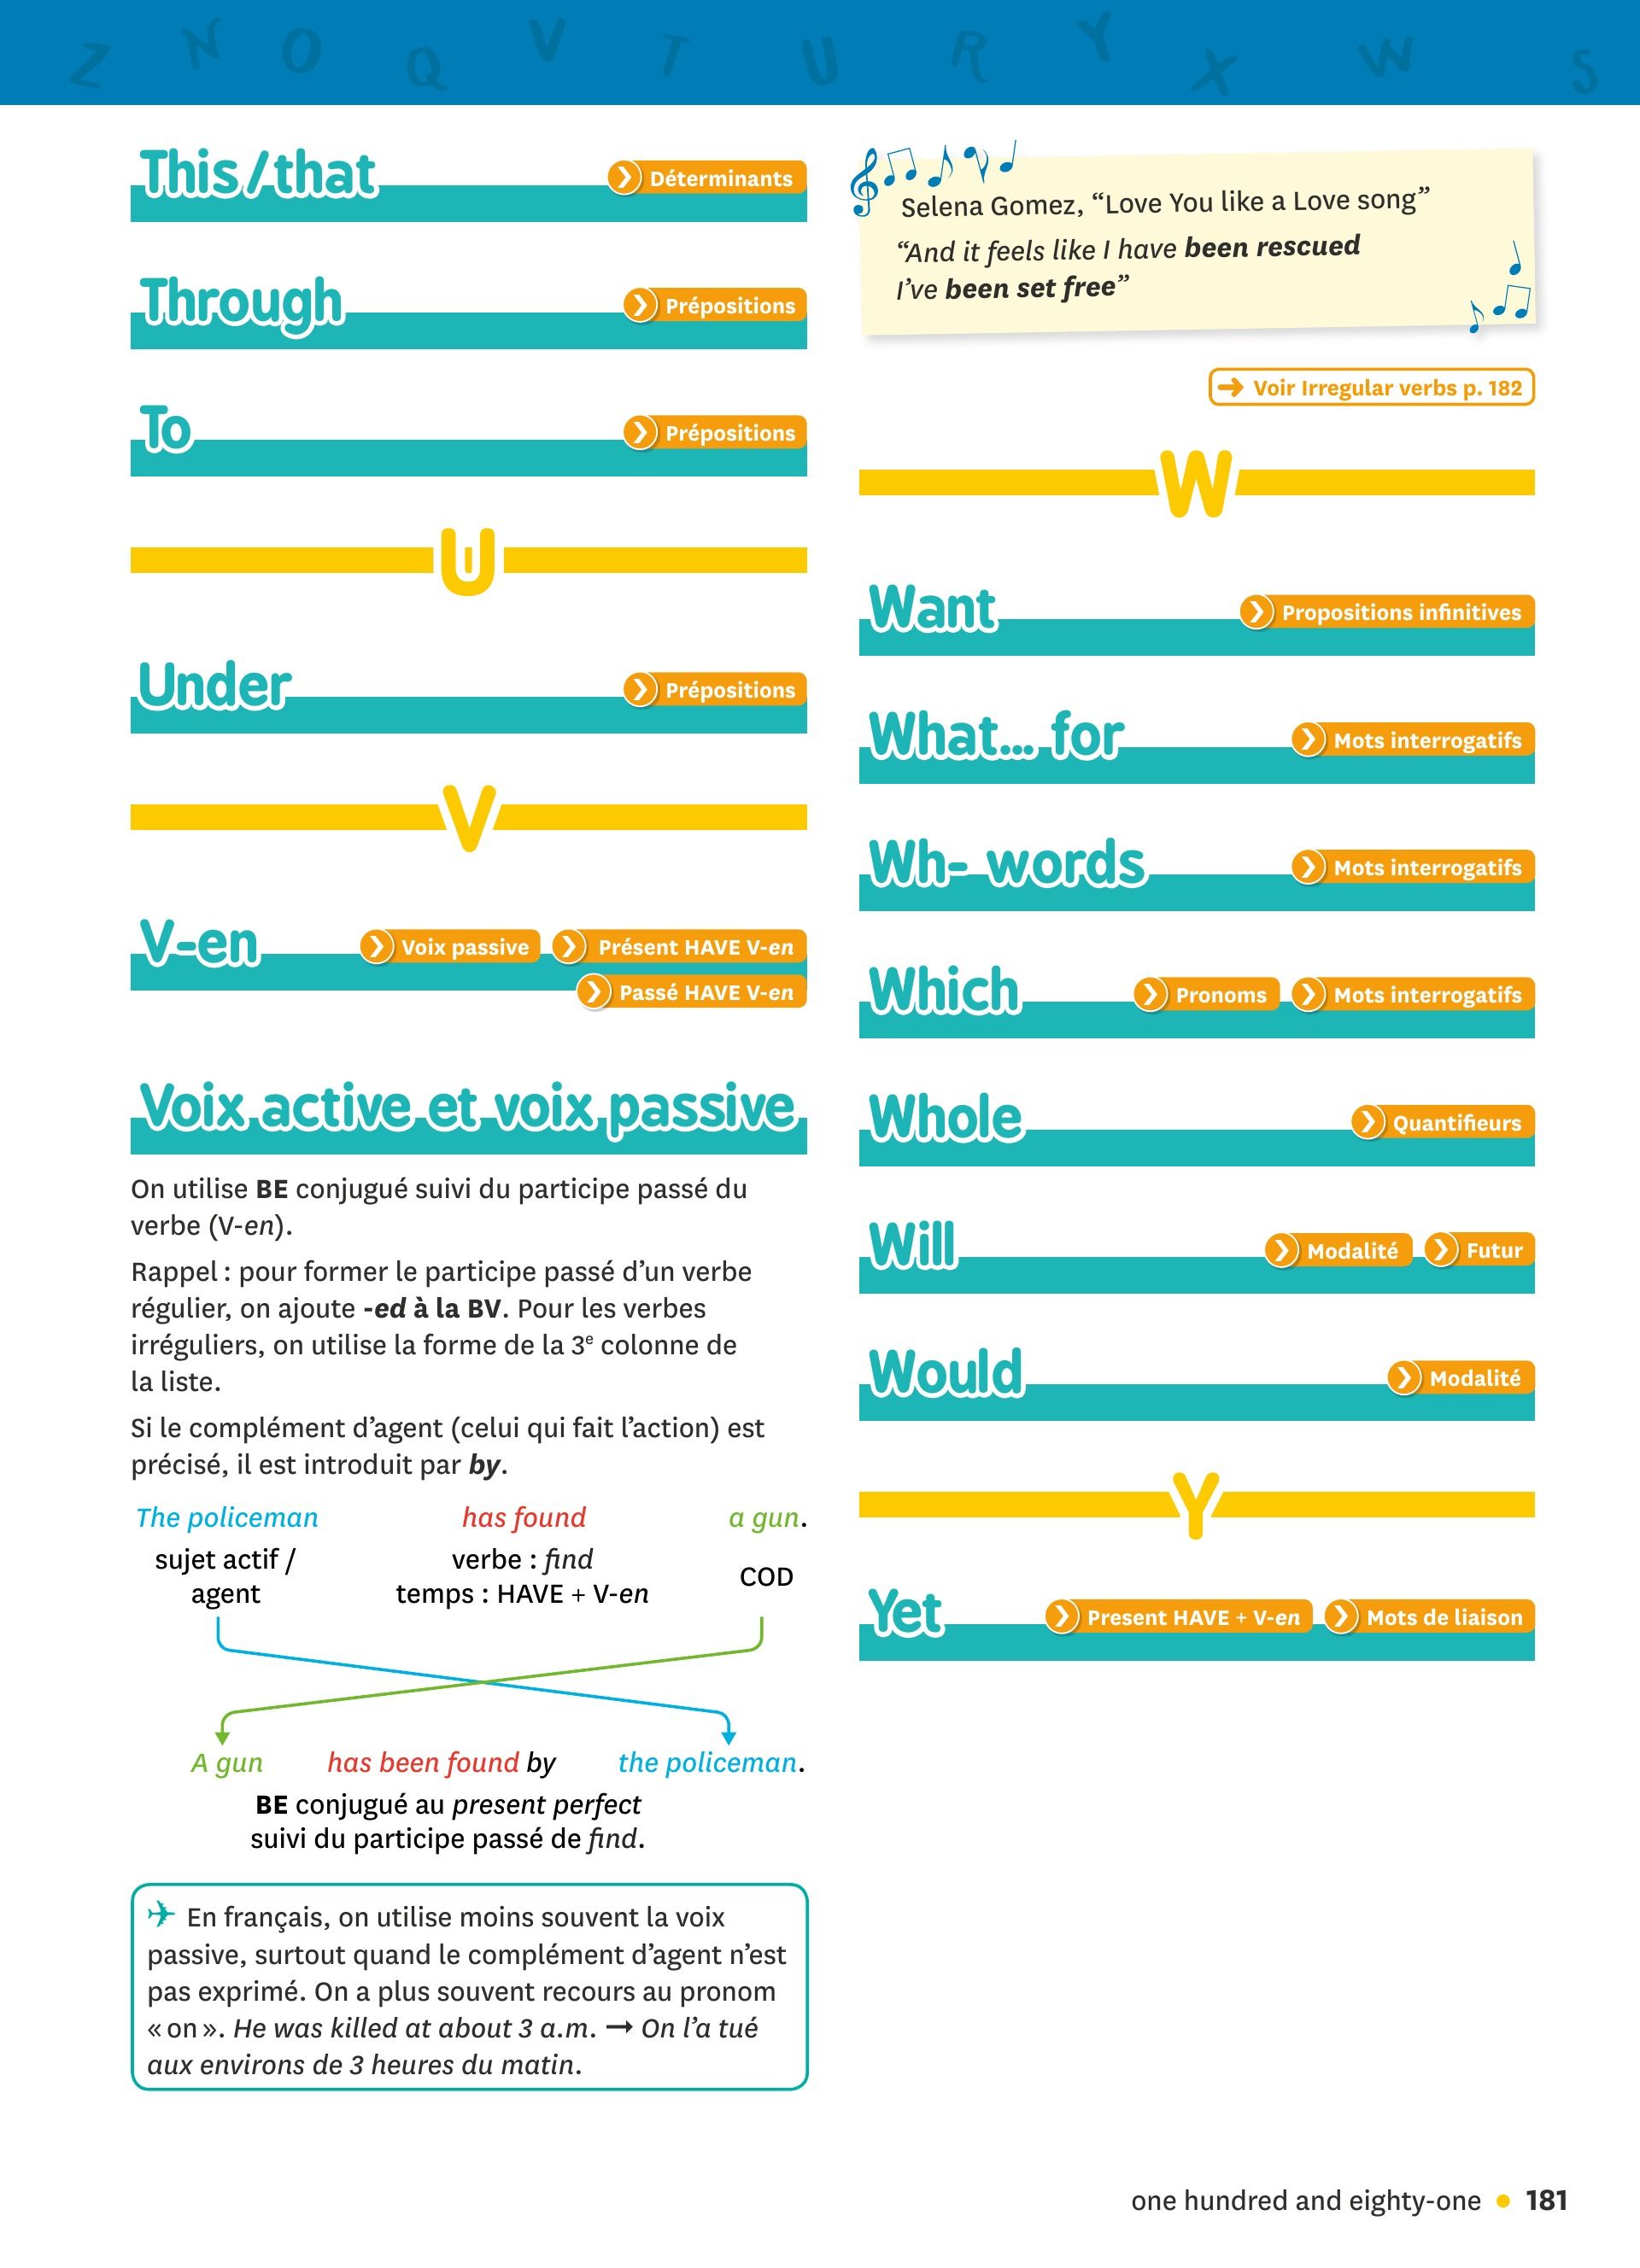 Z N O Q V T U R Y X W S
This/that
Déterminants
Through
Prépositions
To
Prépositions
U
Under
Prépositions
V
V-en
Voix passive
Présent HAVE V-en
Passé HAVE V-en
Voix active et voix passive
On utilise BE conjugué suivi du participe passé du
verbe (V-en).
Rappel : pour former le participe passé d’un verbe
régulier, on ajoute -ed à la BV. Pour les verbes
irréguliers, on utilise la forme de la 3e colonne de
la liste.
Si le complément d’agent (celui qui fait l’action) est
précisé, il est introduit par by.
The policeman has found a gun.
sujet actif /
agent
verbe : find
temps : HAVE + V-en
COD
A gun has been found by the policeman.
BE conjugué au present perfect
suivi du participe passé de find.
En français, on utilise moins souvent la voix
passive, surtout quand le complément d’agent n’est
pas exprimé. On a plus souvent recours au pronom
« on ». He was killed at about 3 a.m. → On l’a tué
aux environs de 3 heures du matin.
Selena Gomez, “Love You like a Love song”
“And it feels like I have been rescued
I’ve been set free”
→ Voir Irregular verbs p. 182
W
Want
Propositions infinitives
What... for
Mots interrogatifs
Wh- words
Mots interrogatifs
Which
Pronoms
Mots interrogatifs
Whole
Quantifieurs
Will
Modalité
Futur
Would
Modalité
Y
Yet
Present HAVE + V-en
Mots de liaison
one hundred and eighty-one • 181